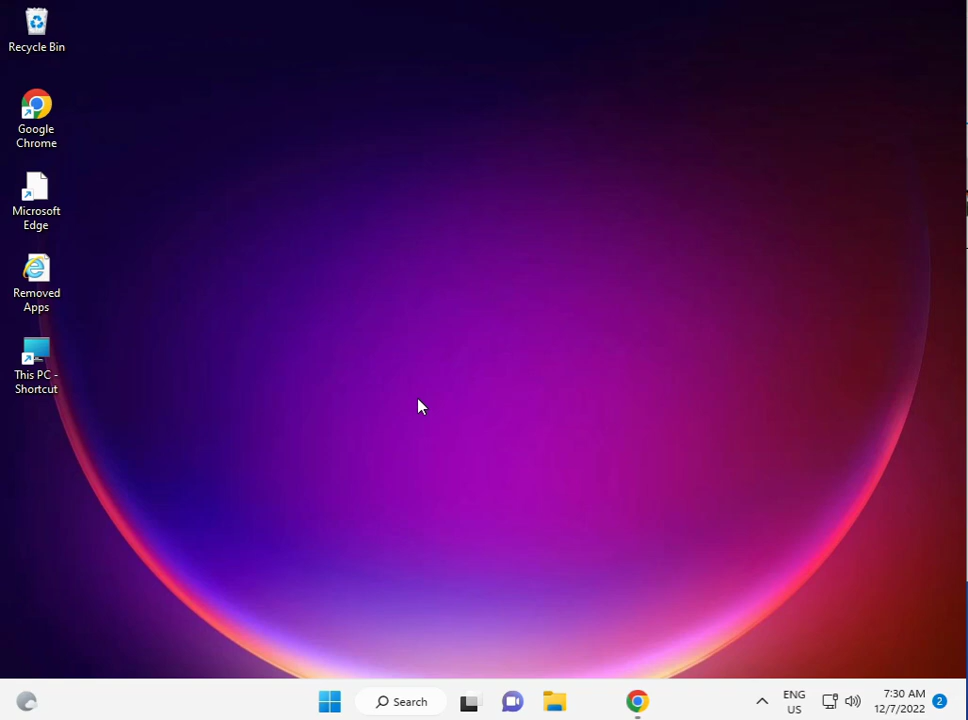 Recycle Bin
Google
Chrome
Microsoft
Edge
Removed
Apps
This PC -
Shortcut
Search
ENG
US
7:30 AM
12/7/2022
2